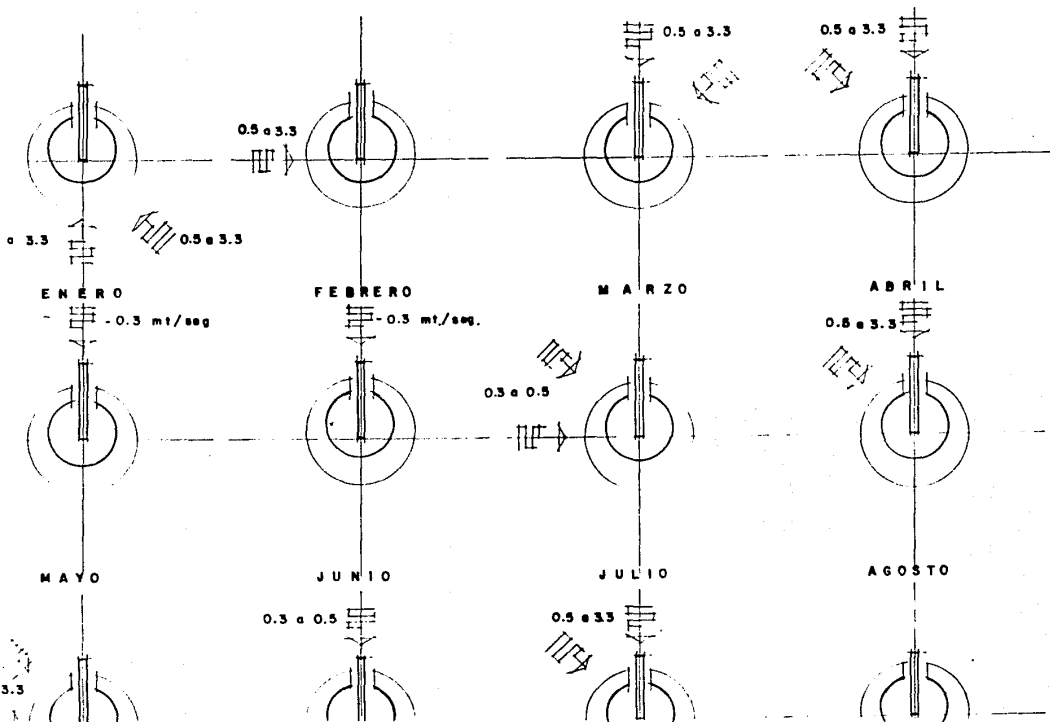 0.5 a 3.3
0.5 a 3.3
0.5 a 3.3
a 3.3
0.5 a 3.3
ENERO
FEBRERO
MARZO
ABRIL
-0.3 mt/seg
-0.3 mt./seg.
0.3 a 0.5
0.5 a 3.3
MAYO
JUNIO
JULIO
AGOSTO
0.3 a 0.5
0.5 a 3.3
3.3